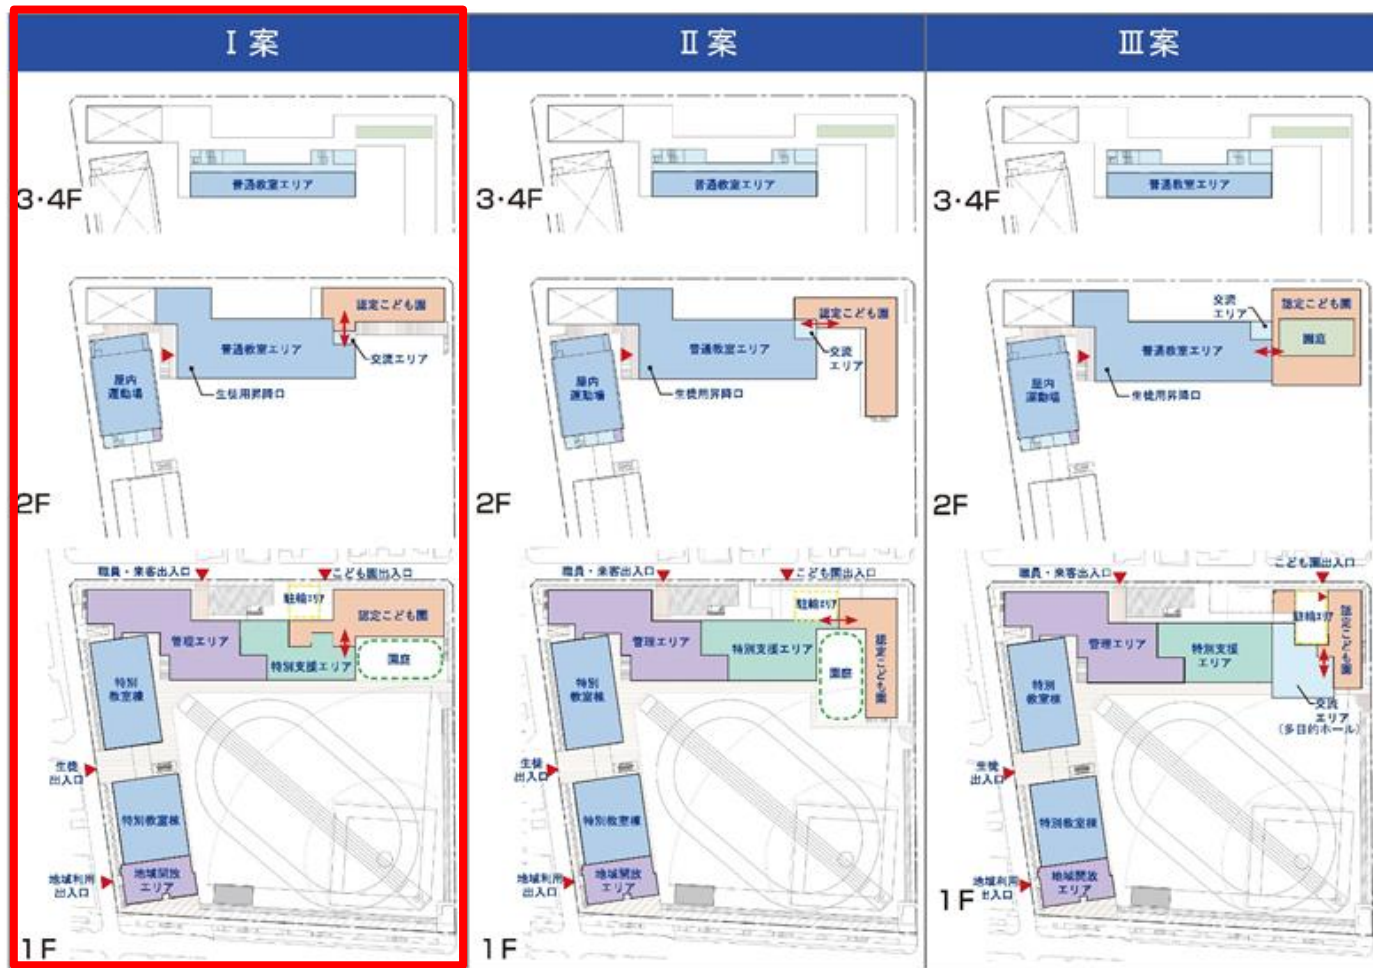 Ⅰ案
Ⅱ案
Ⅲ案
3・4F
普通教室エリア
3・4F
普通教室エリア
3・4F
普通教室エリア
2F
認定こども園
普通教室エリア
交流エリア
屋内
運動場
生徒用昇降口
2F
認定こども園
普通教室エリア
交流
エリア
屋内
運動場
生徒用昇降口
2F
交流
エリア
認定こども園
園庭
普通教室エリア
屋内
運動場
生徒用昇降口
1F
職員・来客出入口
こども園出入口
駐輪エリア
認定こども園
管理エリア
特別支援エリア
園庭
特別
教室棟
生徒
出入口
特別教室棟
地域利用
出入口
地域開放
エリア
1F
職員・来客出入口
こども園出入口
駐輪エリア
管理エリア
特別支援エリア
認定こども園
園庭
特別
教室棟
生徒
出入口
特別教室棟
地域利用
出入口
地域開放
エリア
1F
こども園出入口
職員・来客出入口
駐輪エリア
認定こども園
管理エリア
特別支援
エリア
特別
教室棟
交流
エリア
(多目的ホール)
生徒
出入口
特別教室棟
地域利用
出入口
地域開放
エリア